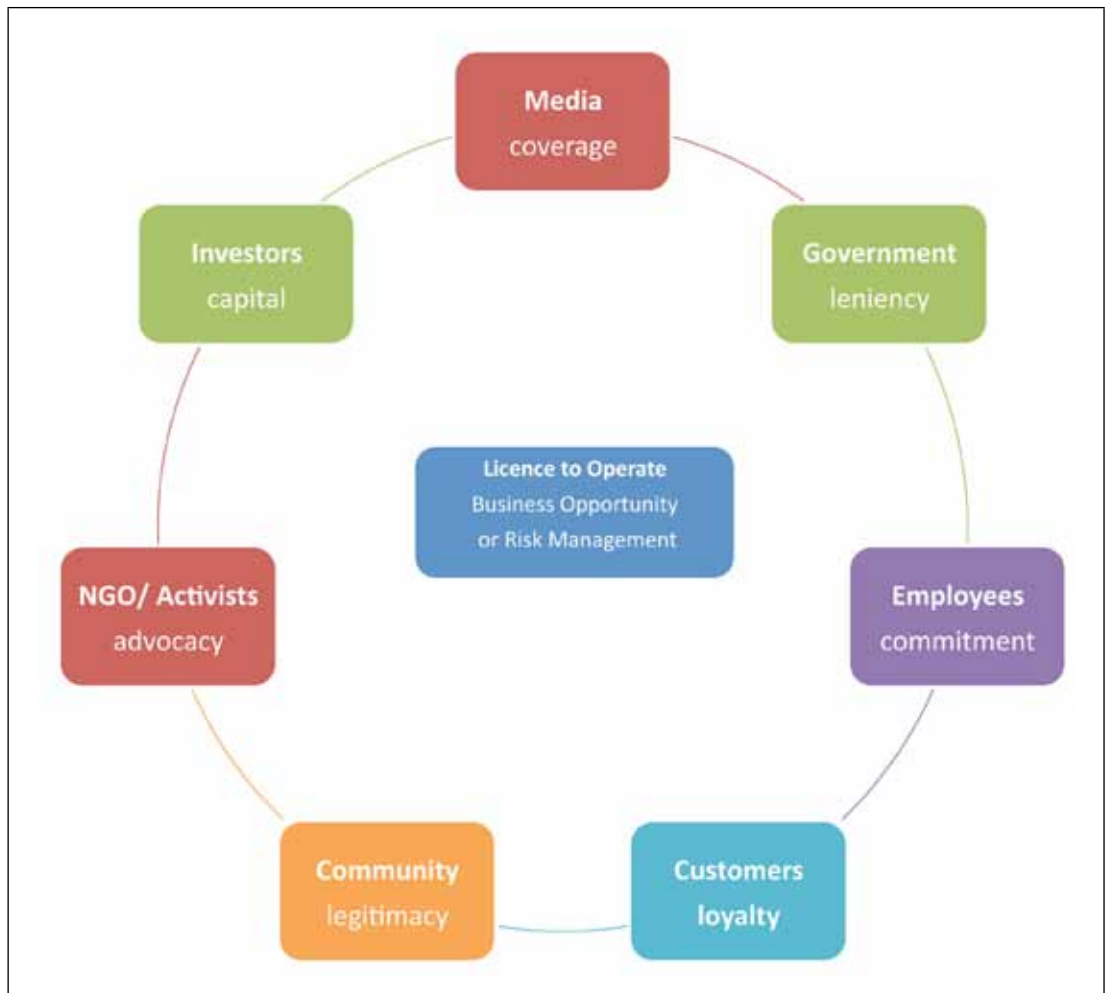 Media
coverage
Government
leniency
Employees
commitment
Customers
loyalty
Community
legitimacy
NGO/ Activists
advocacy
Investors
capital
Licence to Operate
Business Opportunity
or Risk Management